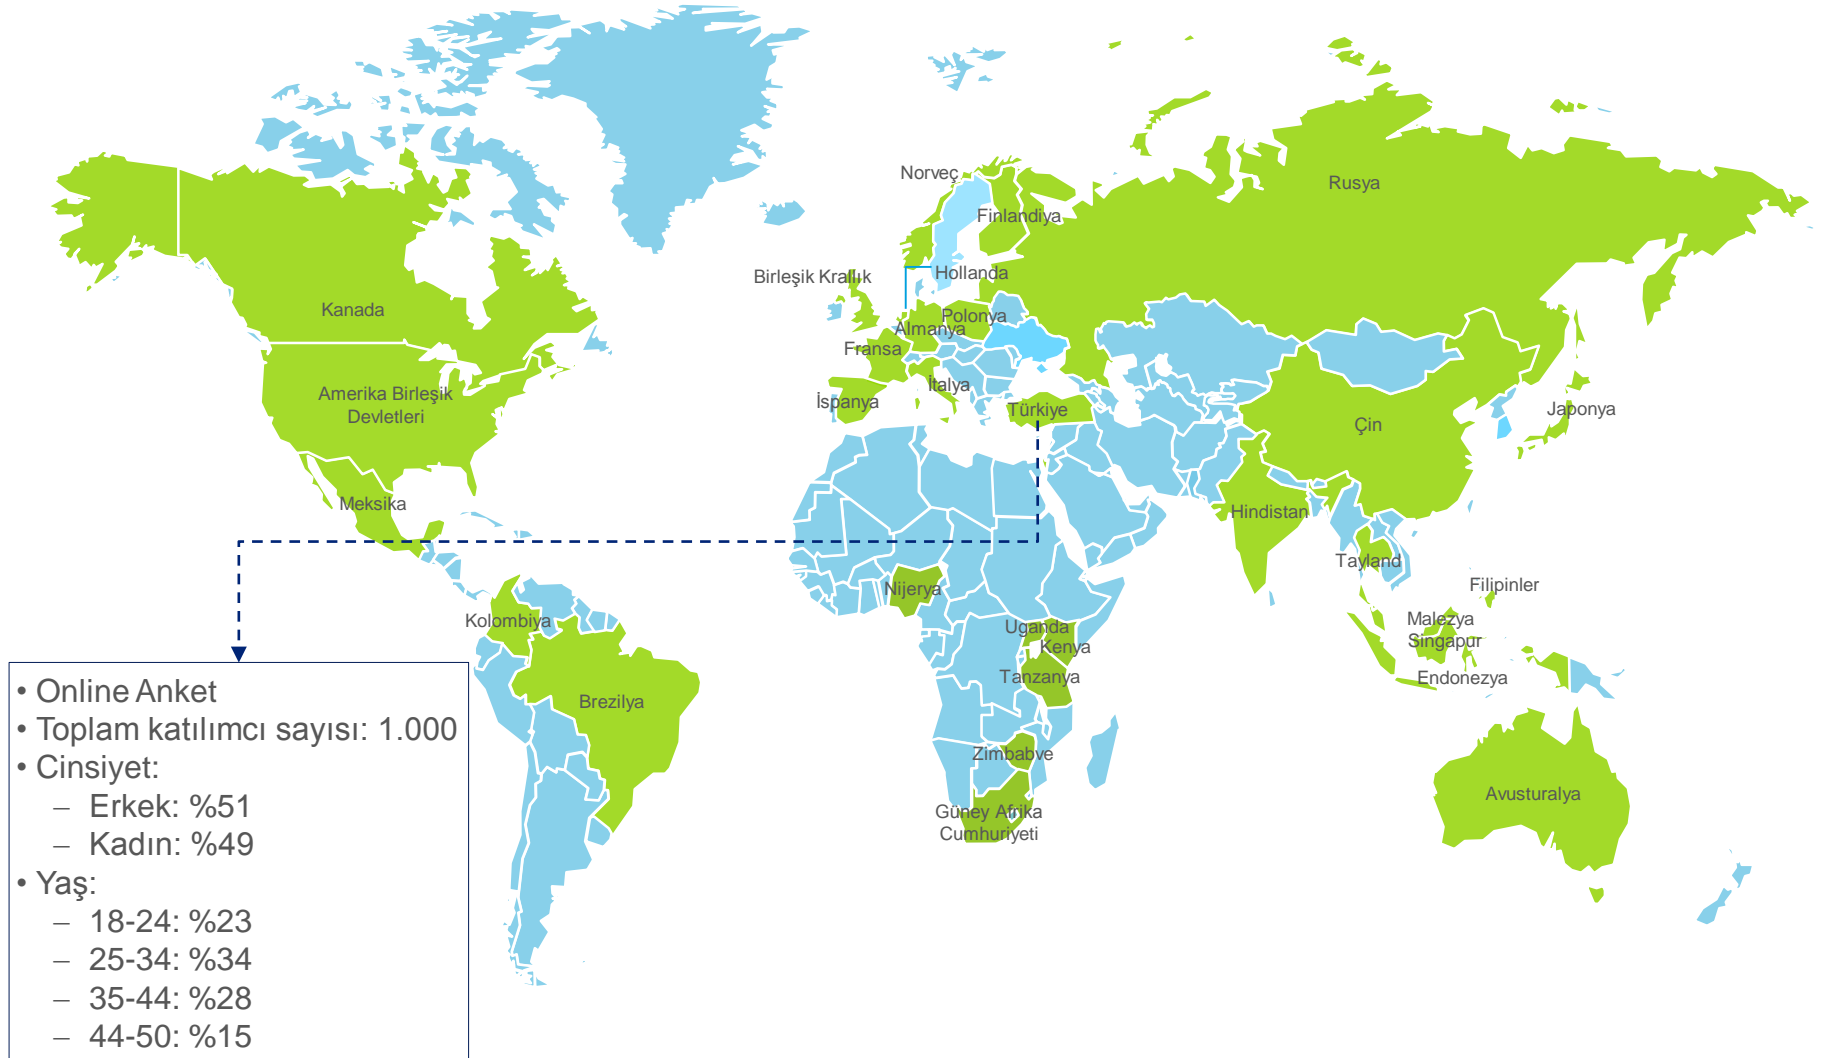 Norveç
Rusya
Finlandiya
Birleşik Krallık
Hollanda
Kanada
Polonya
Almanya
Fransa
Amerika Birleşik
Devletleri
İtalya
İspanya
Türkiye
Japonya
Çin
Meksika
Hindistan
Tayland
Filipinler
Nijerya
Kolombiya
Uganda
Kenya
Malezya
Singapur
Tanzanya
Endonezya
Brezilya
Zimbabve
Avusturalya
Güney Afrika
Cumhuriyeti
• Online Anket
• Toplam katılımcı sayısı: 1.000
• Cinsiyet:
– Erkek: %51
– Kadın: %49
• Yaş:
– 18-24: %23
– 25-34: %34
– 35-44: %28
– 44-50: %15